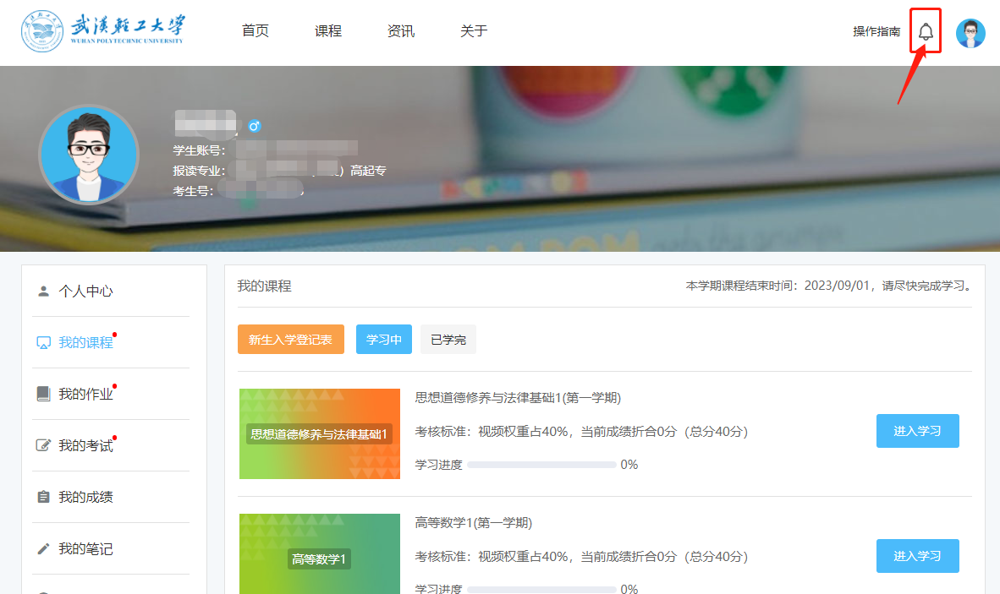 武漢輕工大學
WUHAN POLYTECHNIC UNIVERSITY
首页 课程 资讯 关于
操作指南
学生账号：
报读专业： ）高起专
考生号：
个人中心
我的课程
我的作业
我的考试
我的成绩
我的笔记
我的课程
本学期课程结束时间：2023/09/01，请尽快完成学习。
新生入学登记表 学习中 已学完
思想道德修养与法律基础1
思想道德修养与法律基础1(第一学期)
考核标准：视频权重占40%，当前成绩折合0分（总分40分）
学习进度 0%
进入学习
高等数学1
高等数学1(第一学期)
考核标准：视频权重占40%，当前成绩折合0分（总分40分）
学习进度 0%
进入学习